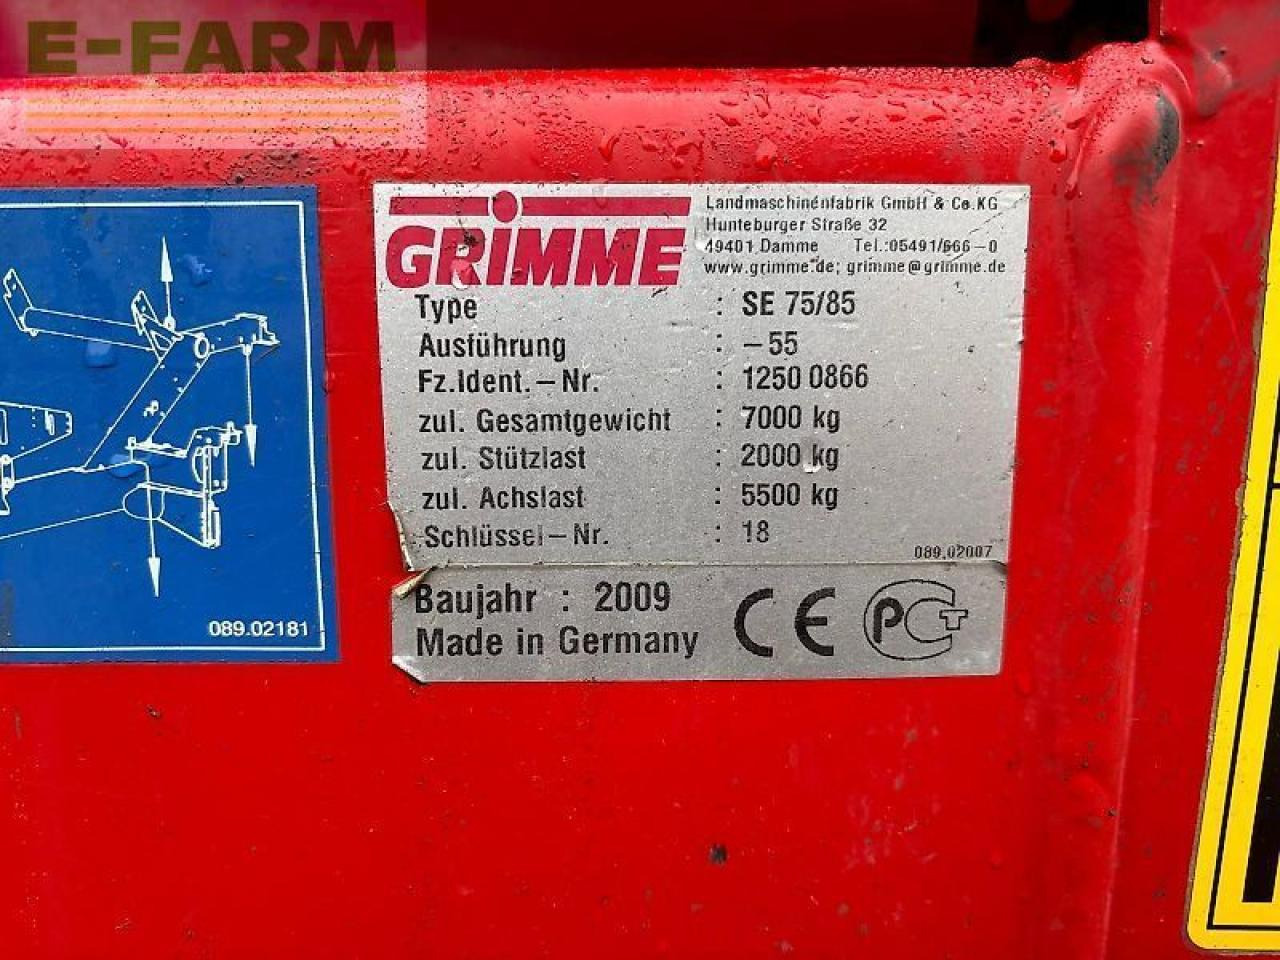 E-FARM
GRIMME
Landmaschinenfabrik GmbH & Co.KG
Hunteburger Straße 32
49401 Damme Tel.:05491/666-0
www.grimme.de; grimme@grimme.de
Type : SE 75/85
Ausführung : -55
Fz.Ident.-Nr. : 1250 0866
zul. Gesamtgewicht : 7000 kg
zul. Stützlast : 2000 kg
zul. Achslast : 5500 kg
Schlüssel-Nr. : 18
089.02007
Baujahr : 2009
Made in Germany
CE
PCT
089.02181